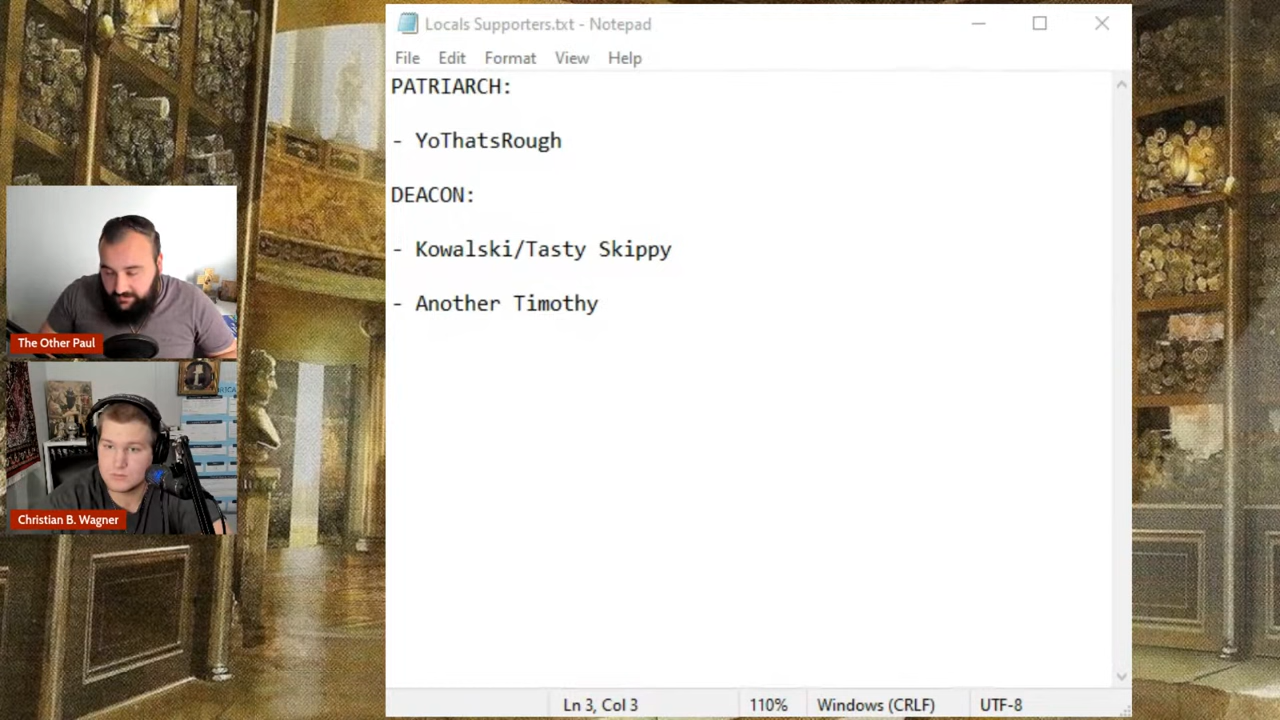 Locals Supporters.txt - Notepad
File Edit Format View Help
PATRIARCH:
- YoThatsRough
DEACON:
- Kowalski/Tasty Skippy
- Another Timothy
The Other Paul
Christian B. Wagner
Ln 3, Col 3 110% Windows (CRLF) UTF-8